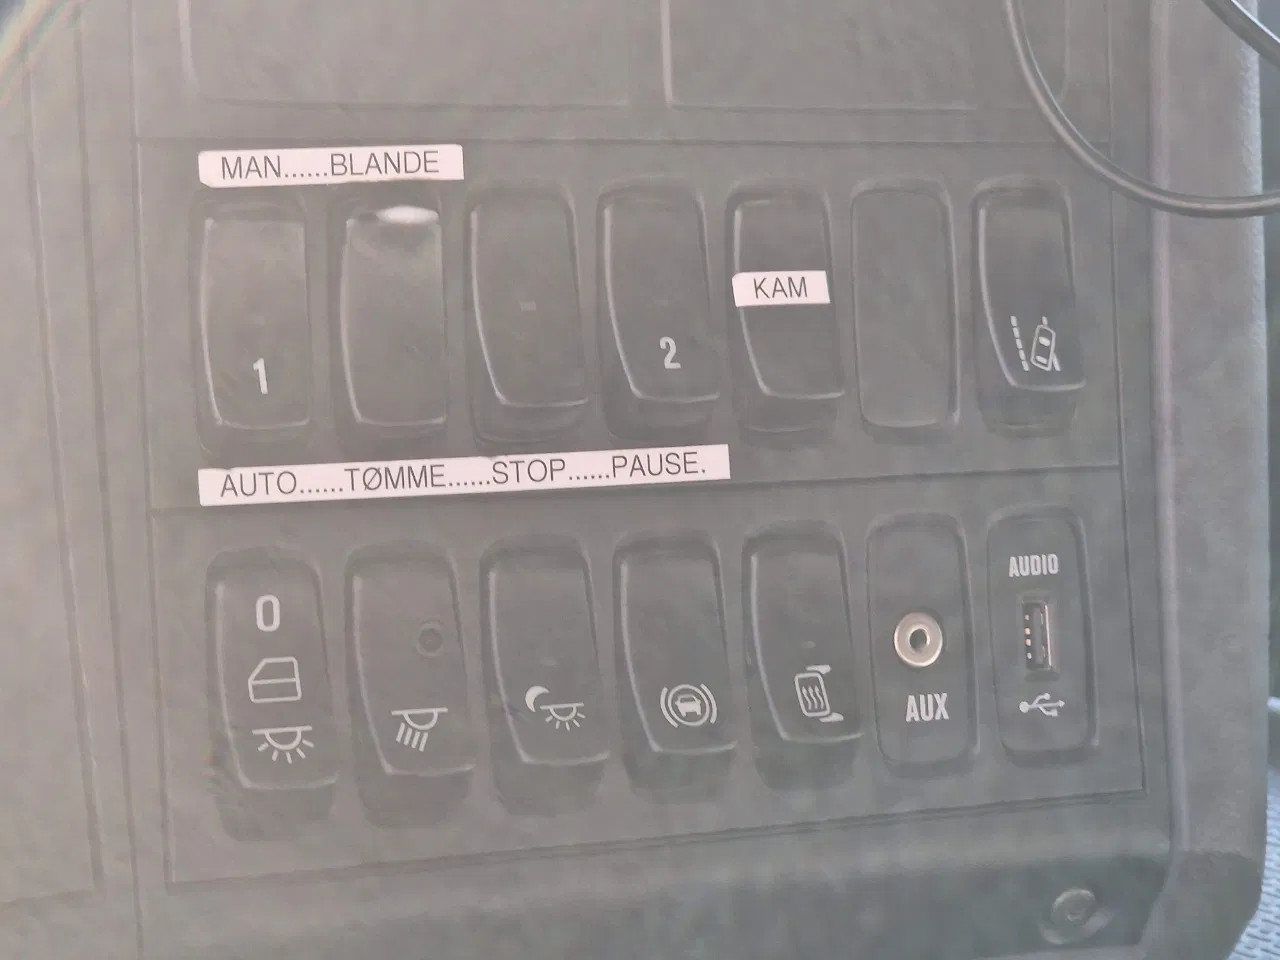 MAN......BLANDE
1
2
KAM
AUTO......TØMME......STOP......PAUSE.
0
AUX
AUDIO